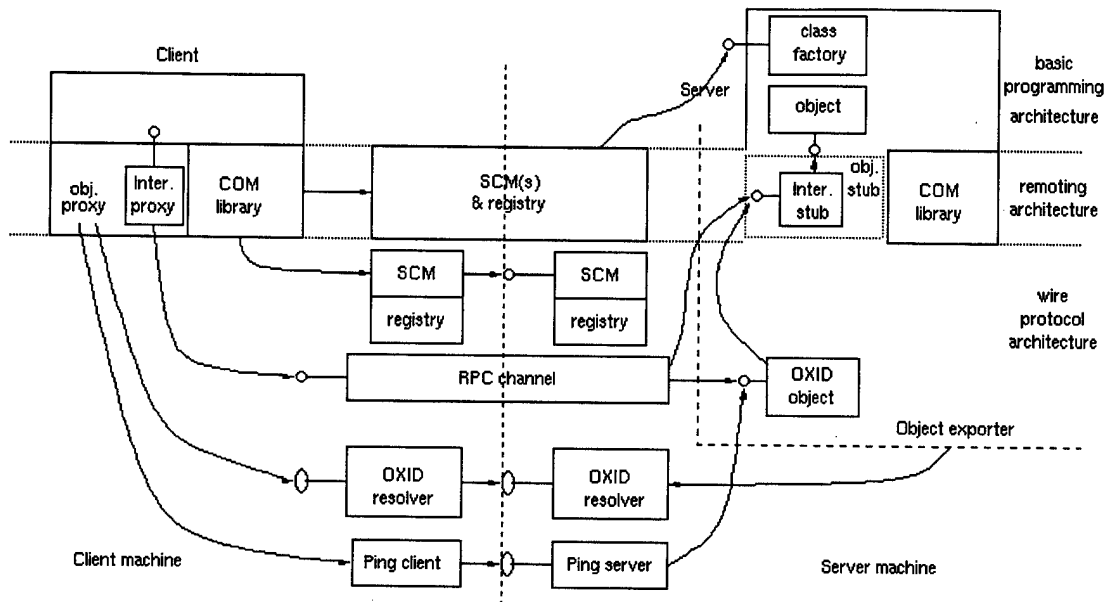 Client
class
factory
basic
programming
architecture
Server
object
obj.
proxy
Inter.
proxy
COM
library
SCM(s)
& registry
Inter.
stub
obj.
stub
COM
library
remoting
architecture
SCM
registry
SCM
registry
wire
protocol
architecture
RPC channel
OXID
object
Object exporter
OXID
resolver
OXID
resolver
Client machine
Ping client
Ping server
Server machine